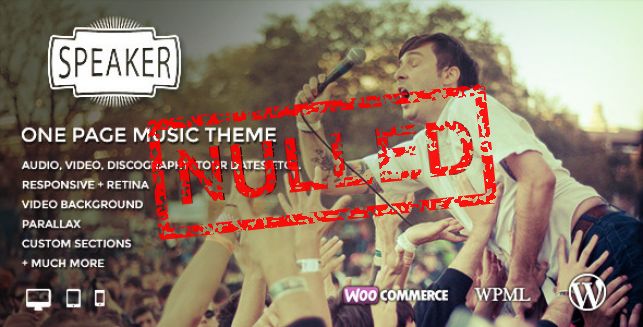 SPEAKER
ONE PAGE MUSIC THEME
AUDIO, VIDEO, DISCOGRAPHY, TOUR DATES ETC
RESPONSIVE + RETINA
VIDEO BACKGROUND
PARALLAX
CUSTOM SECTIONS
+ MUCH MORE
NULLED
WOO COMMERCE
WPML
W